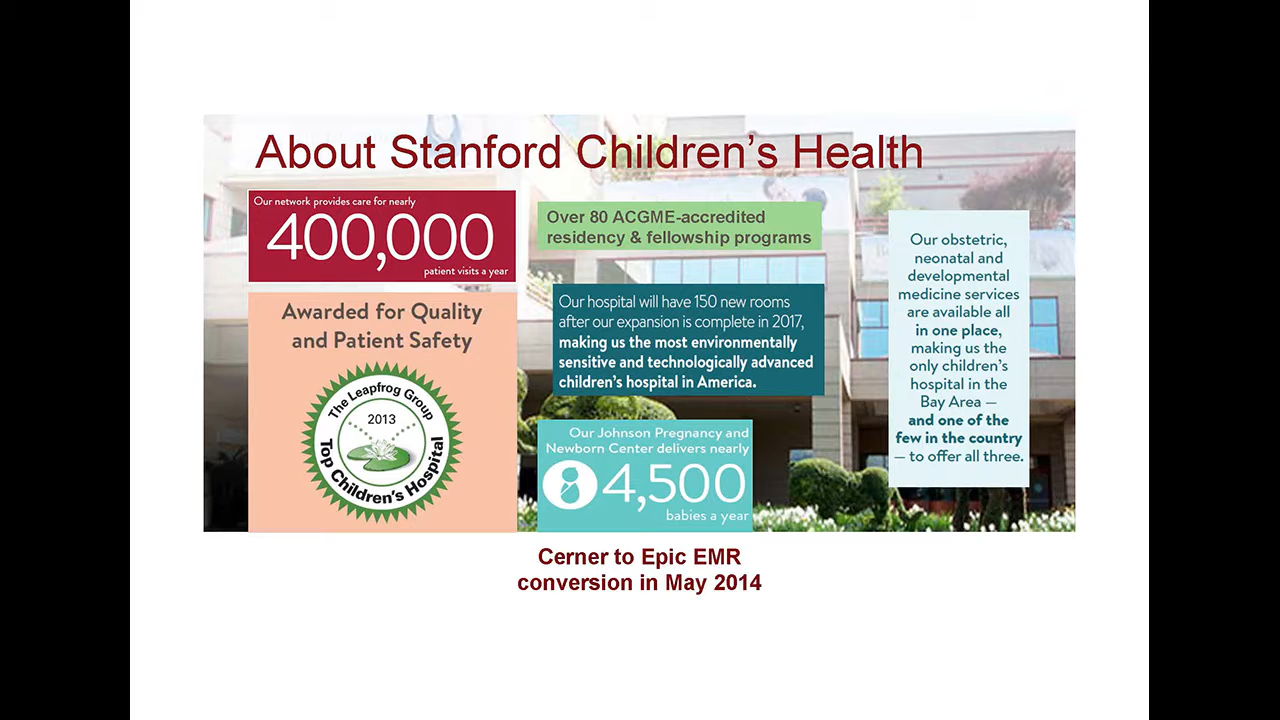 About Stanford Children's Health
Our network provides care for nearly
400,000
patient visits a year
Awarded for Quality
and Patient Safety
The Leapfrog Group
2013
Top Children's Hospital
Over 80 ACGME-accredited
residency & fellowship programs
Our hospital will have 150 new rooms
after our expansion is complete in 2017,
making us the most environmentally
sensitive and technologically advanced
children's hospital in America.
Our Johnson Pregnancy and
Newborn Center delivers nearly
4,500
babies a year
Our obstetric,
neonatal and
developmental
medicine services
are available all
in one place,
making us the
only children's
hospital in the
Bay Area —
and one of the
few in the country
— to offer all three.
Cerner to Epic EMR
conversion in May 2014